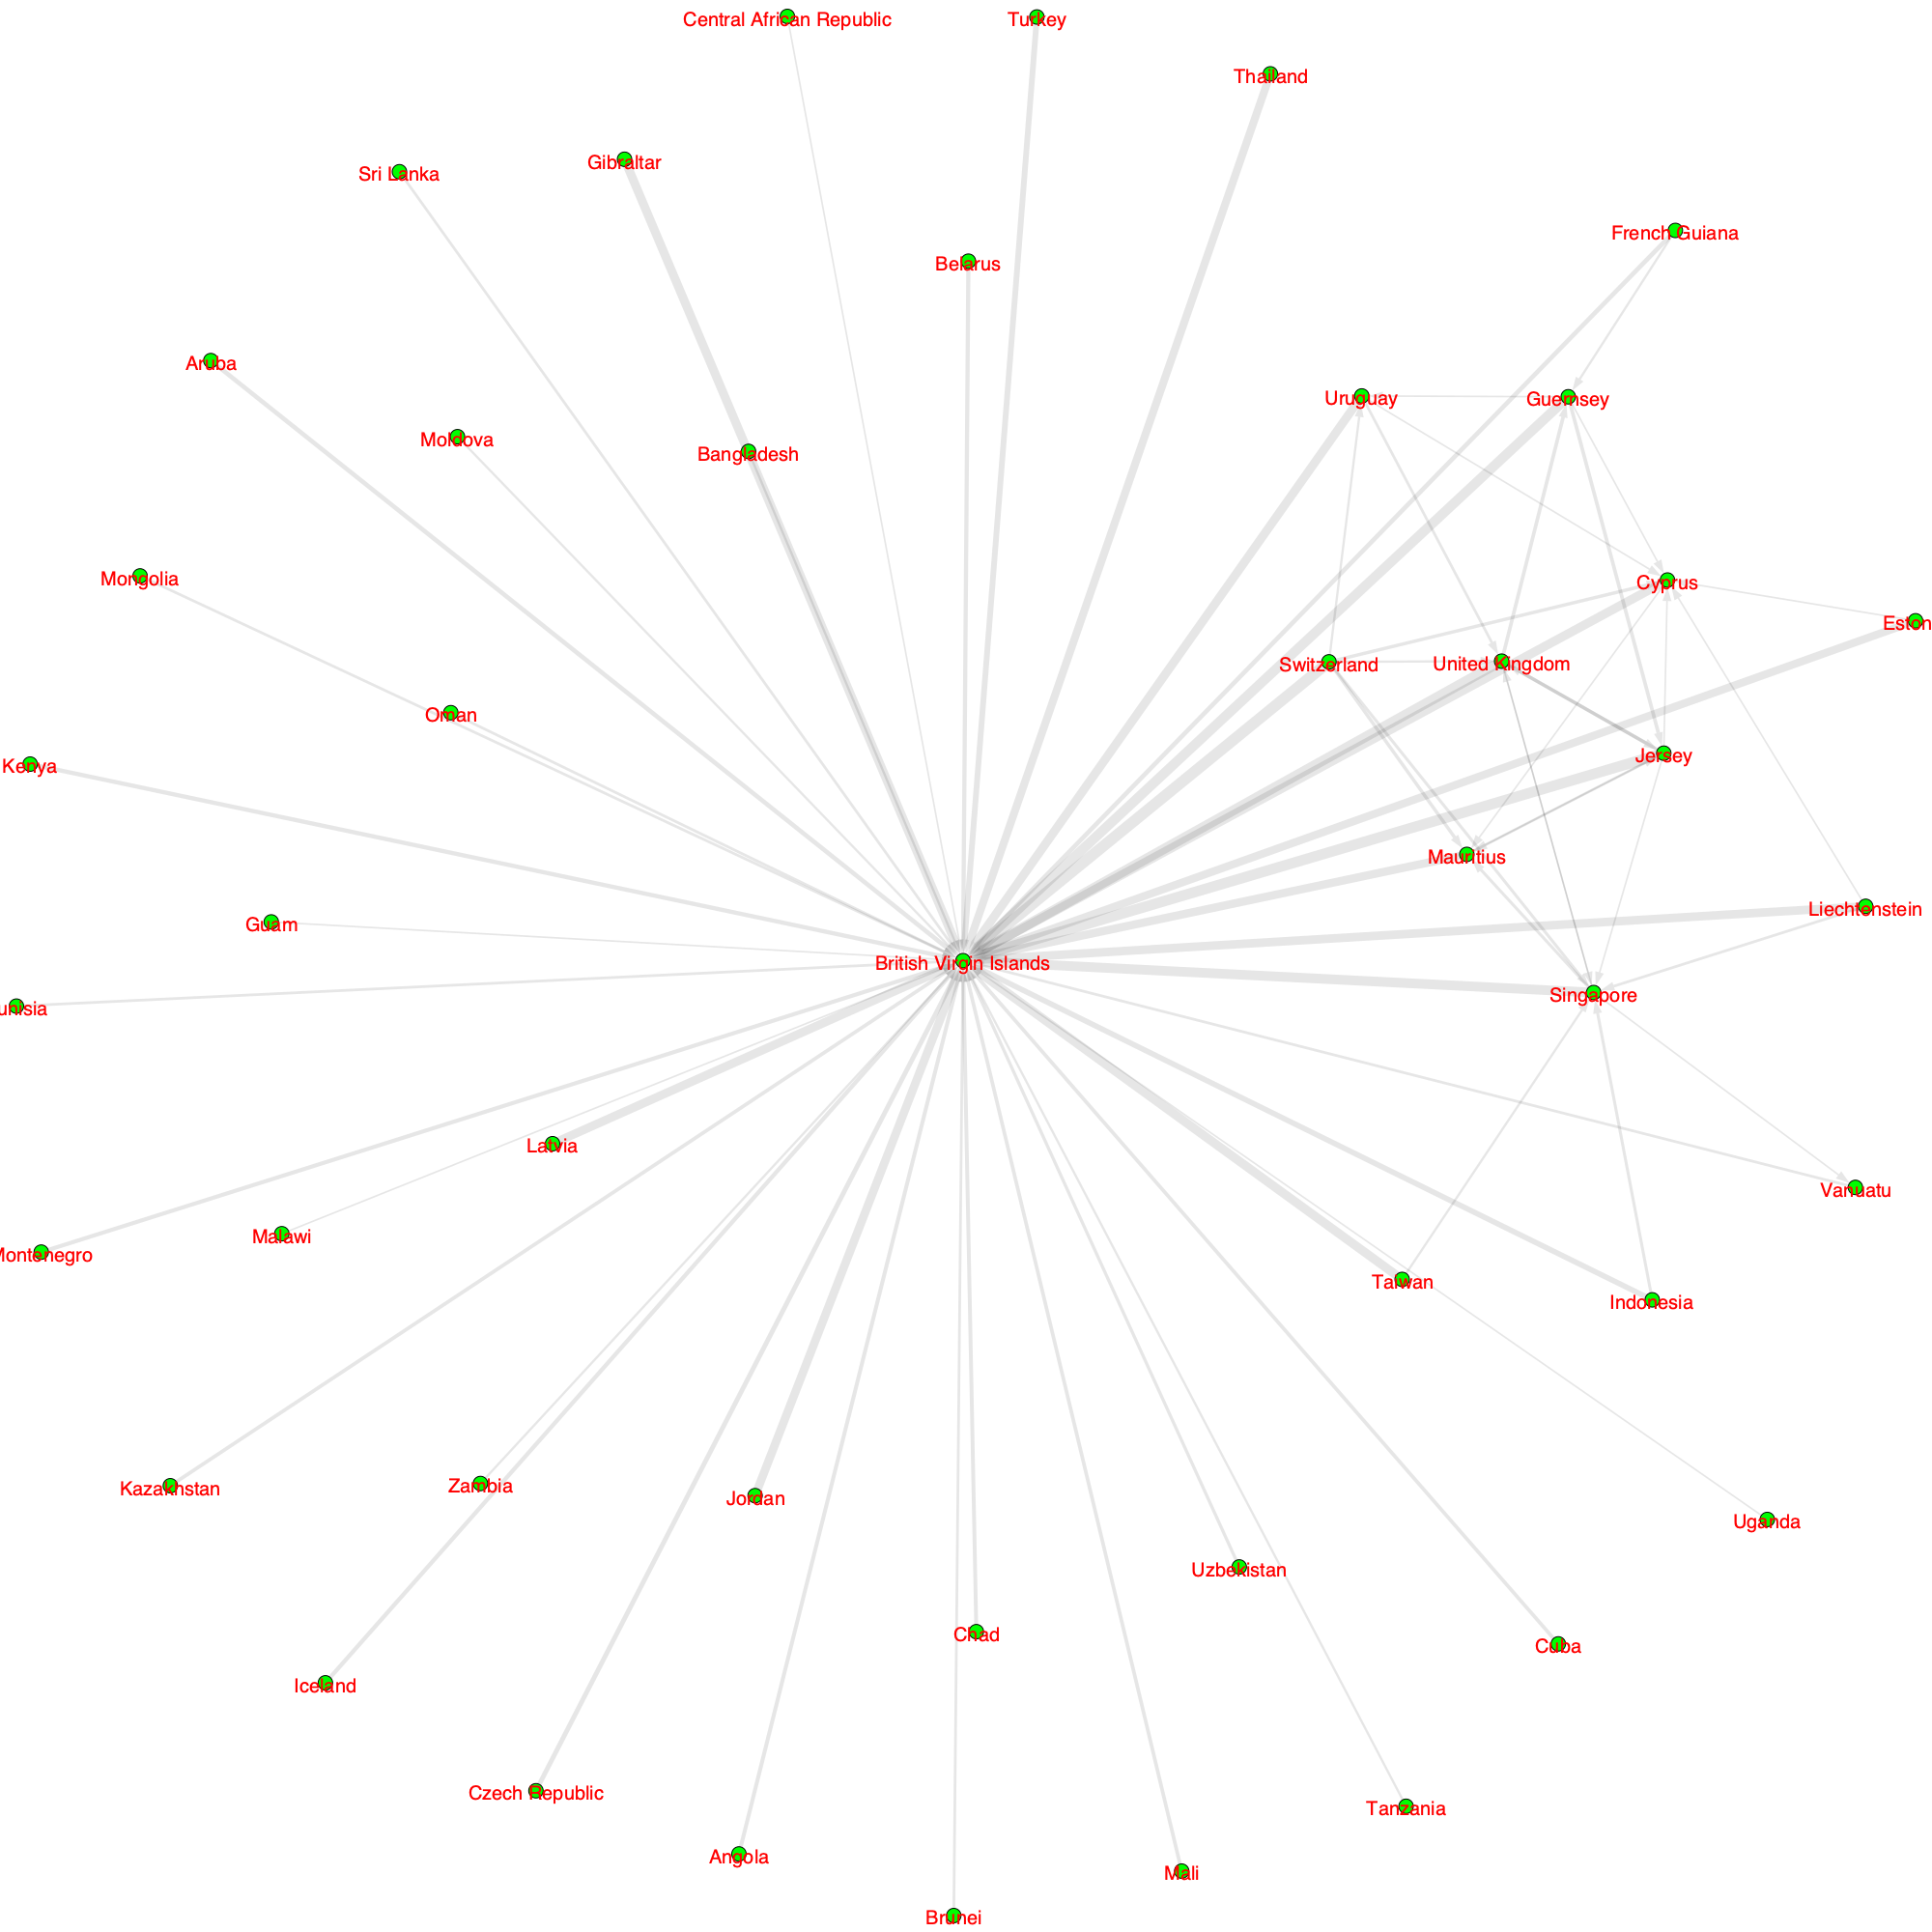 Central African Republic
Turkey
Thailand
Gibraltar
Sri Lanka
French Guiana
Belarus
Aruba
Uruguay
Guernsey
Moldova
Bangladesh
Mongolia
Cyprus
Eston
Switzerland
United Kingdom
Oman
Jersey
Kenya
Mauritius
Liechtenstein
Guam
British Virgin Islands
Singapore
unisia
Latvia
Vanuatu
Malawi
Montenegro
Taiwan
Indonesia
Kazakhstan
Zambia
Jordan
Uganda
Uzbekistan
Chad
Cuba
Iceland
Czech Republic
Tanzania
Angola
Mali
Brunei